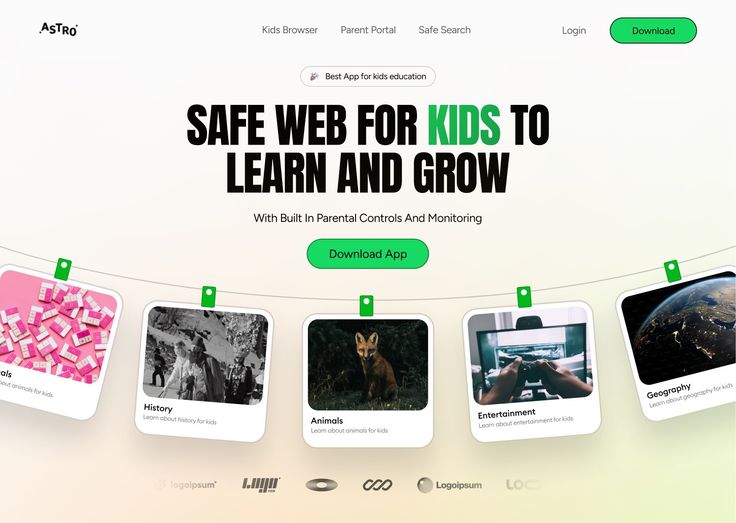 ASTRO
Kids Browser
Parent Portal
Safe Search
Login
Download
Best App for kids education
SAFE WEB FOR KIDS TO
LEARN AND GROW
With Built In Parental Controls And Monitoring
Download App
als
bout animals for kids
History
Learn about history for kids
Animals
Learn about animals for kids
Entertainment
Learn about entertainment for kids
Geography
Learn about geography for kids
logoipsum
Logo
Logoipsum
LOGO